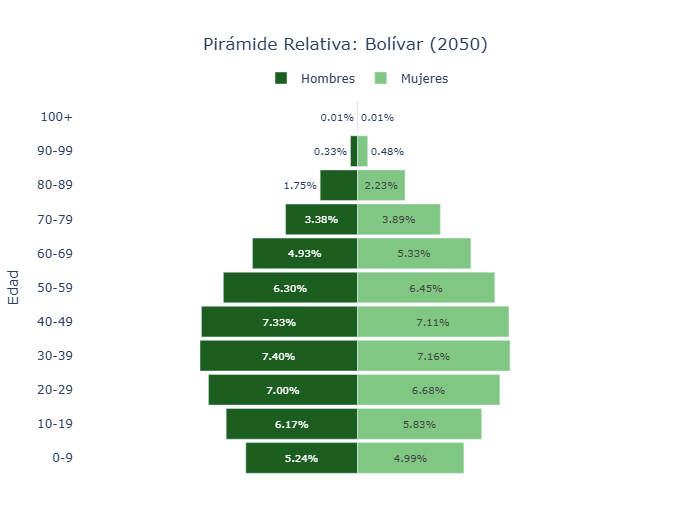 Pirámide Relativa: Bolívar (2050)
Hombres Mujeres
100+ 0.01% 0.01%
90-99 0.33% 0.48%
80-89 1.75% 2.23%
70-79 3.38% 3.89%
60-69 4.93% 5.33%
50-59 6.30% 6.45%
40-49 7.33% 7.11%
30-39 7.40% 7.16%
20-29 7.00% 6.68%
10-19 6.17% 5.83%
0-9 5.24% 4.99%
Edad